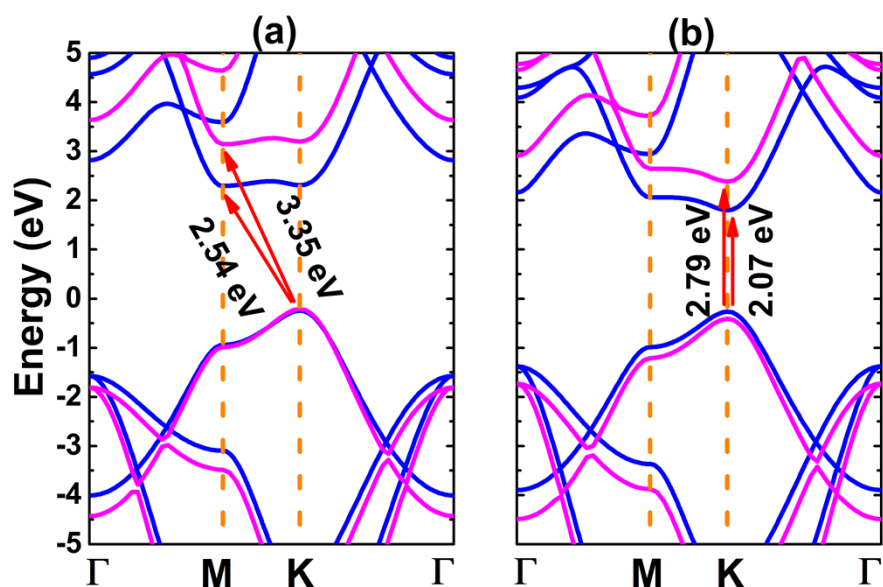 (a)
(b)
Energy (eV)
5
4
3
2
1
0
-1
-2
-3
-4
-5
2.54 eV
3.35 eV
2.79 eV
2.07 eV
Γ M K Γ
Γ M K Γ